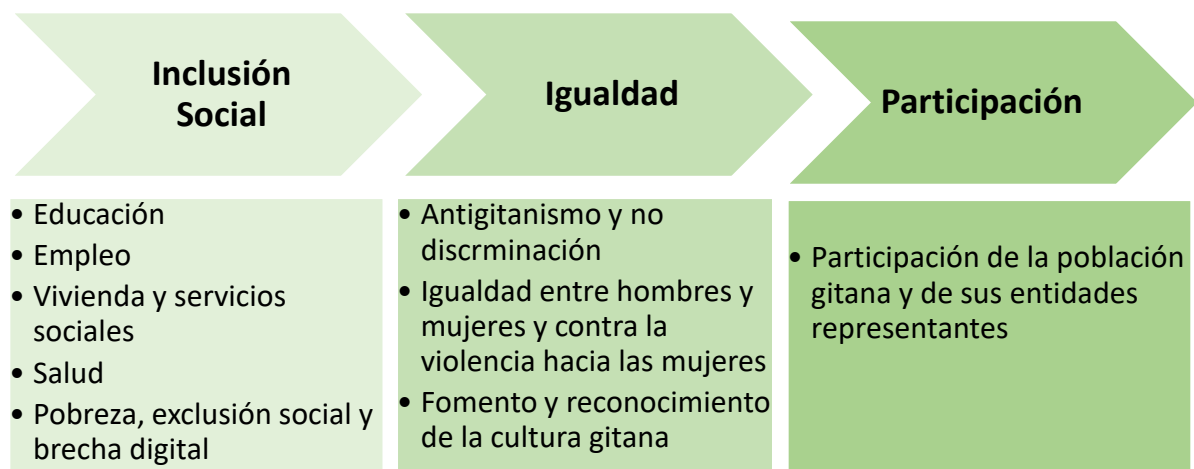 Inclusión
Social
Igualdad
Participación
• Educación
• Empleo
• Vivienda y servicios
sociales
• Salud
• Pobreza, exclusión social y
brecha digital
• Antigitanismo y no
discrminación
• Igualdad entre hombres y
mujeres y contra la
violencia hacia las mujeres
• Fomento y reconocimiento
de la cultura gitana
• Participación de la población
gitana y de sus entidades
representantes